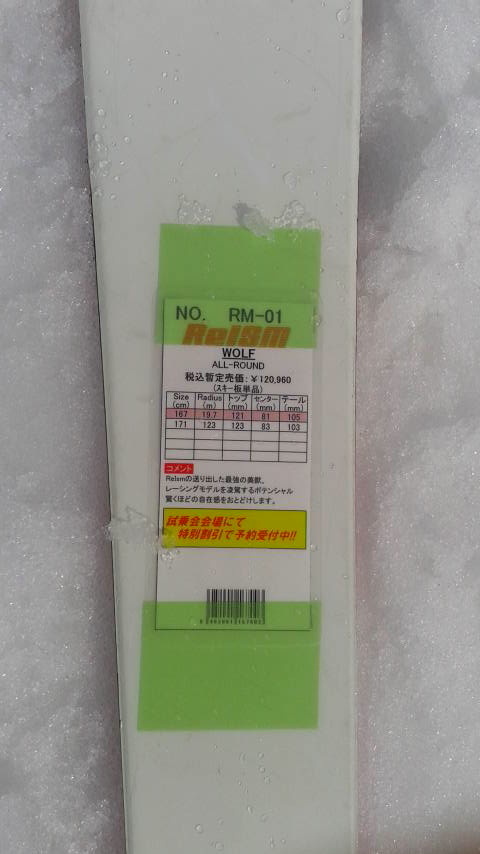 NO. RM-01
ReISm
WOLF
ALL-ROUND
税込暫定売価:¥120,960
(スキー板単品)
Size (cm) Radius (m) トップ (mm) センター (mm) テール (mm)
167 19.7 121 81 105
171 123 123 83 103
コメント
ReIsmの送り出した最強の美獣。
レーシングモデルを凌駕するポテンシャル
驚くほどの自在感をおとどけします。
試乗会会場にて
特別割引で予約受付中!!